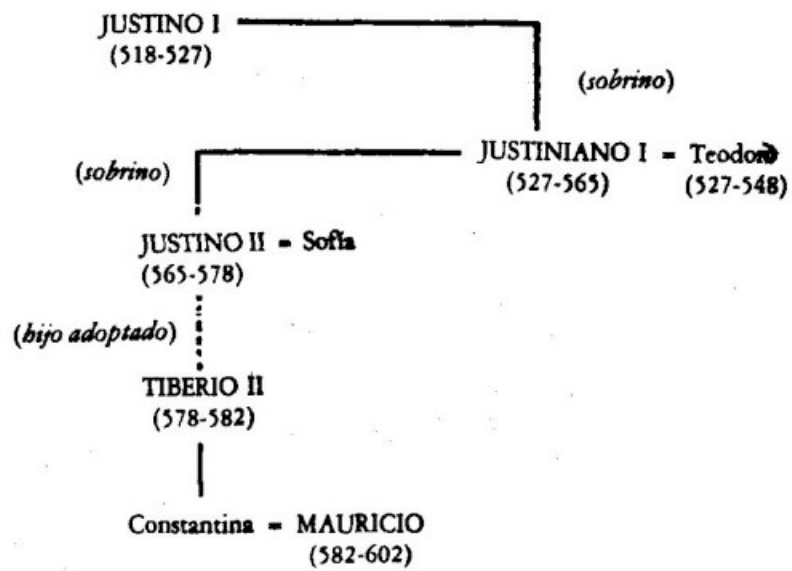 JUSTINO I
(518-527)
(sobrino)
JUSTINIANO I = Teodora
(527-565) (527-548)
(sobrino)
JUSTINO II = Sofía
(565-578)
(hijo adoptado)
TIBERIO II
(578-582)
Constantina = MAURICIO
(582-602)